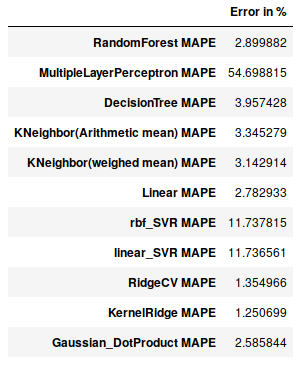 Error in %
RandomForest MAPE 2.899882
MultipleLayerPerceptron MAPE 54.698815
DecisionTree MAPE 3.957428
KNeighbor(Arithmetic mean) MAPE 3.345279
KNeighbor(weighed mean) MAPE 3.142914
Linear MAPE 2.782933
rbf_SVR MAPE 11.737815
linear_SVR MAPE 11.736561
RidgeCV MAPE 1.354966
KernelRidge MAPE 1.250699
Gaussian_DotProduct MAPE 2.585844